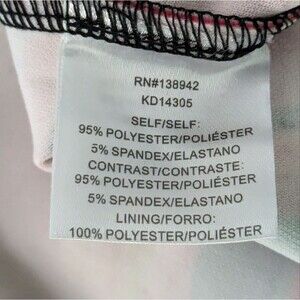 RN#138942
KD14305
SELF/SELF:
95% POLYESTER/POLIÉSTER
5% SPANDEX/ELASTANO
CONTRAST/CONTRASTE:
95% POLYESTER/POLIÉSTER
5% SPANDEX/ELASTANO
LINING/FORRO:
100% POLYESTER/POLIÉSTER